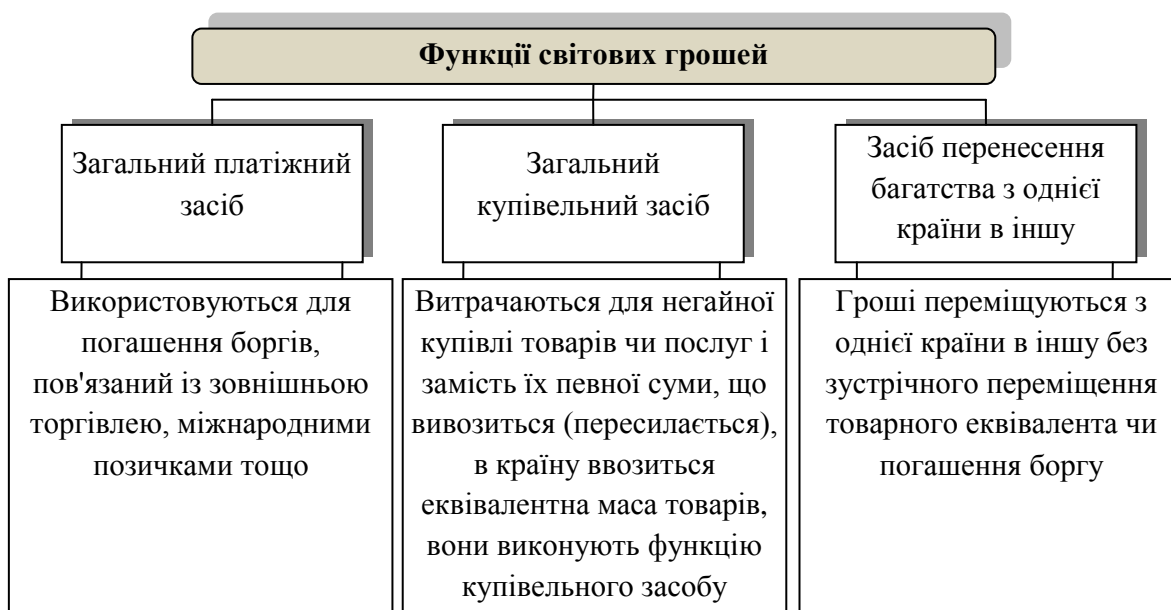 Функції світових грошей
Загальний платіжний
засіб
Загальний
купівельний засіб
Засіб перенесення
багатства з однієї
країни в іншу
Використовуються для
погашення боргів,
пов'язаний із зовнішньою
торгівлею, міжнародними
позичками тощо
Витрачаються для негайної
купівлі товарів чи послуг і
замість їх певної суми, що
вивозиться (пересилається),
в країну ввозиться
еквівалентна маса товарів,
вони виконують функцію
купівельного засобу
Гроші переміщуються з
однієї країни в іншу без
зустрічного переміщення
товарного еквівалента чи
погашення боргу